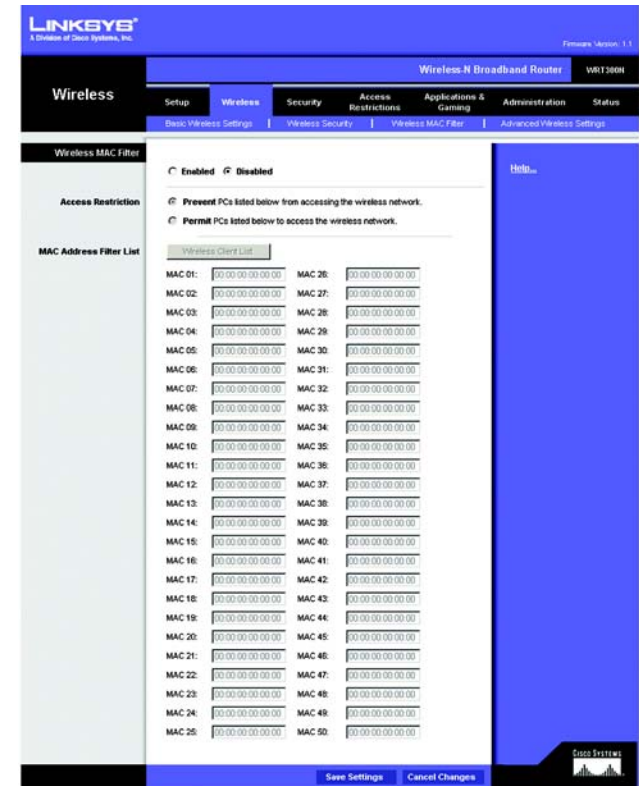 LINKSYS®
A Division of Cisco Systems, Inc.
Firmware Version: 1.1
Wireless-N Broadband Router WRT300N
Wireless
Setup Wireless Security Access Restrictions Applications & Gaming Administration Status
Basic Wireless Settings | Wireless Security | Wireless MAC Filter | Advanced Wireless Settings
Wireless MAC Filter
Enabled Disabled
Help...
Access Restriction
Prevent PCs listed below from accessing the wireless network.
Permit PCs listed below to access the wireless network.
MAC Address Filter List
Wireless Client List
MAC 01: 00:00:00:00:00:00 MAC 26: 00:00:00:00:00:00
MAC 02: 00:00:00:00:00:00 MAC 27: 00:00:00:00:00:00
MAC 03: 00:00:00:00:00:00 MAC 28: 00:00:00:00:00:00
MAC 04: 00:00:00:00:00:00 MAC 29: 00:00:00:00:00:00
MAC 05: 00:00:00:00:00:00 MAC 30: 00:00:00:00:00:00
MAC 06: 00:00:00:00:00:00 MAC 31: 00:00:00:00:00:00
MAC 07: 00:00:00:00:00:00 MAC 32: 00:00:00:00:00:00
MAC 08: 00:00:00:00:00:00 MAC 33: 00:00:00:00:00:00
MAC 09: 00:00:00:00:00:00 MAC 34: 00:00:00:00:00:00
MAC 10: 00:00:00:00:00:00 MAC 35: 00:00:00:00:00:00
MAC 11: 00:00:00:00:00:00 MAC 36: 00:00:00:00:00:00
MAC 12: 00:00:00:00:00:00 MAC 37: 00:00:00:00:00:00
MAC 13: 00:00:00:00:00:00 MAC 38: 00:00:00:00:00:00
MAC 14: 00:00:00:00:00:00 MAC 39: 00:00:00:00:00:00
MAC 15: 00:00:00:00:00:00 MAC 40: 00:00:00:00:00:00
MAC 16: 00:00:00:00:00:00 MAC 41: 00:00:00:00:00:00
MAC 17: 00:00:00:00:00:00 MAC 42: 00:00:00:00:00:00
MAC 18: 00:00:00:00:00:00 MAC 43: 00:00:00:00:00:00
MAC 19: 00:00:00:00:00:00 MAC 44: 00:00:00:00:00:00
MAC 20: 00:00:00:00:00:00 MAC 45: 00:00:00:00:00:00
MAC 21: 00:00:00:00:00:00 MAC 46: 00:00:00:00:00:00
MAC 22: 00:00:00:00:00:00 MAC 47: 00:00:00:00:00:00
MAC 23: 00:00:00:00:00:00 MAC 48: 00:00:00:00:00:00
MAC 24: 00:00:00:00:00:00 MAC 49: 00:00:00:00:00:00
MAC 25: 00:00:00:00:00:00 MAC 50: 00:00:00:00:00:00
Save Settings Cancel Changes
CISCO SYSTEMS